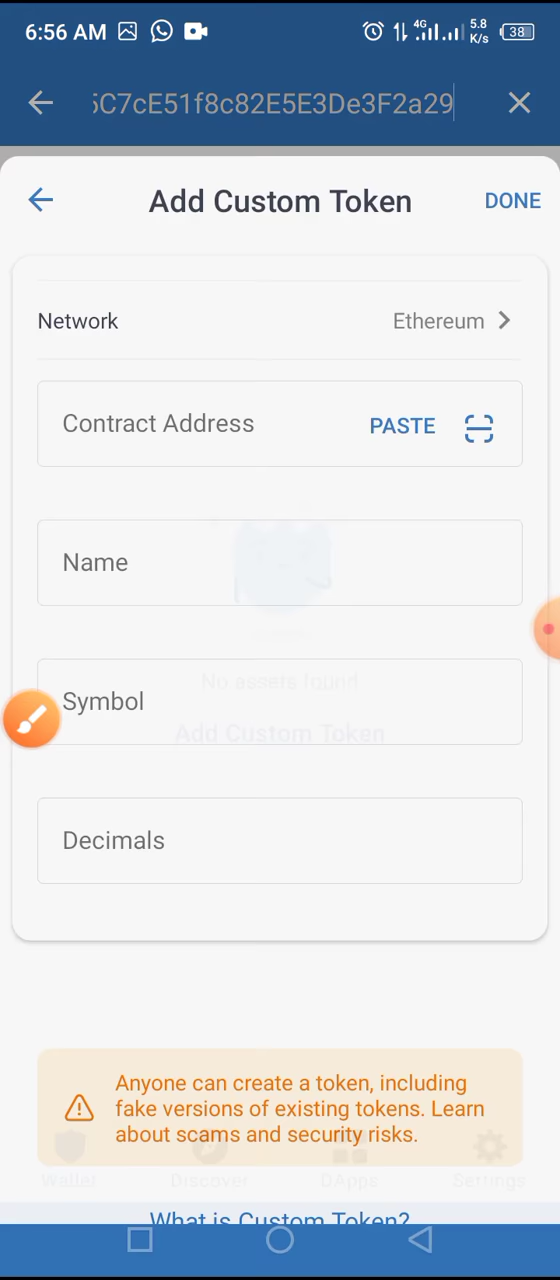 6:56 AM 4G 5.8 K/s 38
5C7cE51f8c82E5E3De3F2a29
Add Custom Token DONE
Network Ethereum
Contract Address PASTE
Name
No assets found
Symbol
Add Custom Token
Decimals
Anyone can create a token, including
fake versions of existing tokens. Learn
about scams and security risks.
Wallet Discover DApps Settings
What is Custom Token?